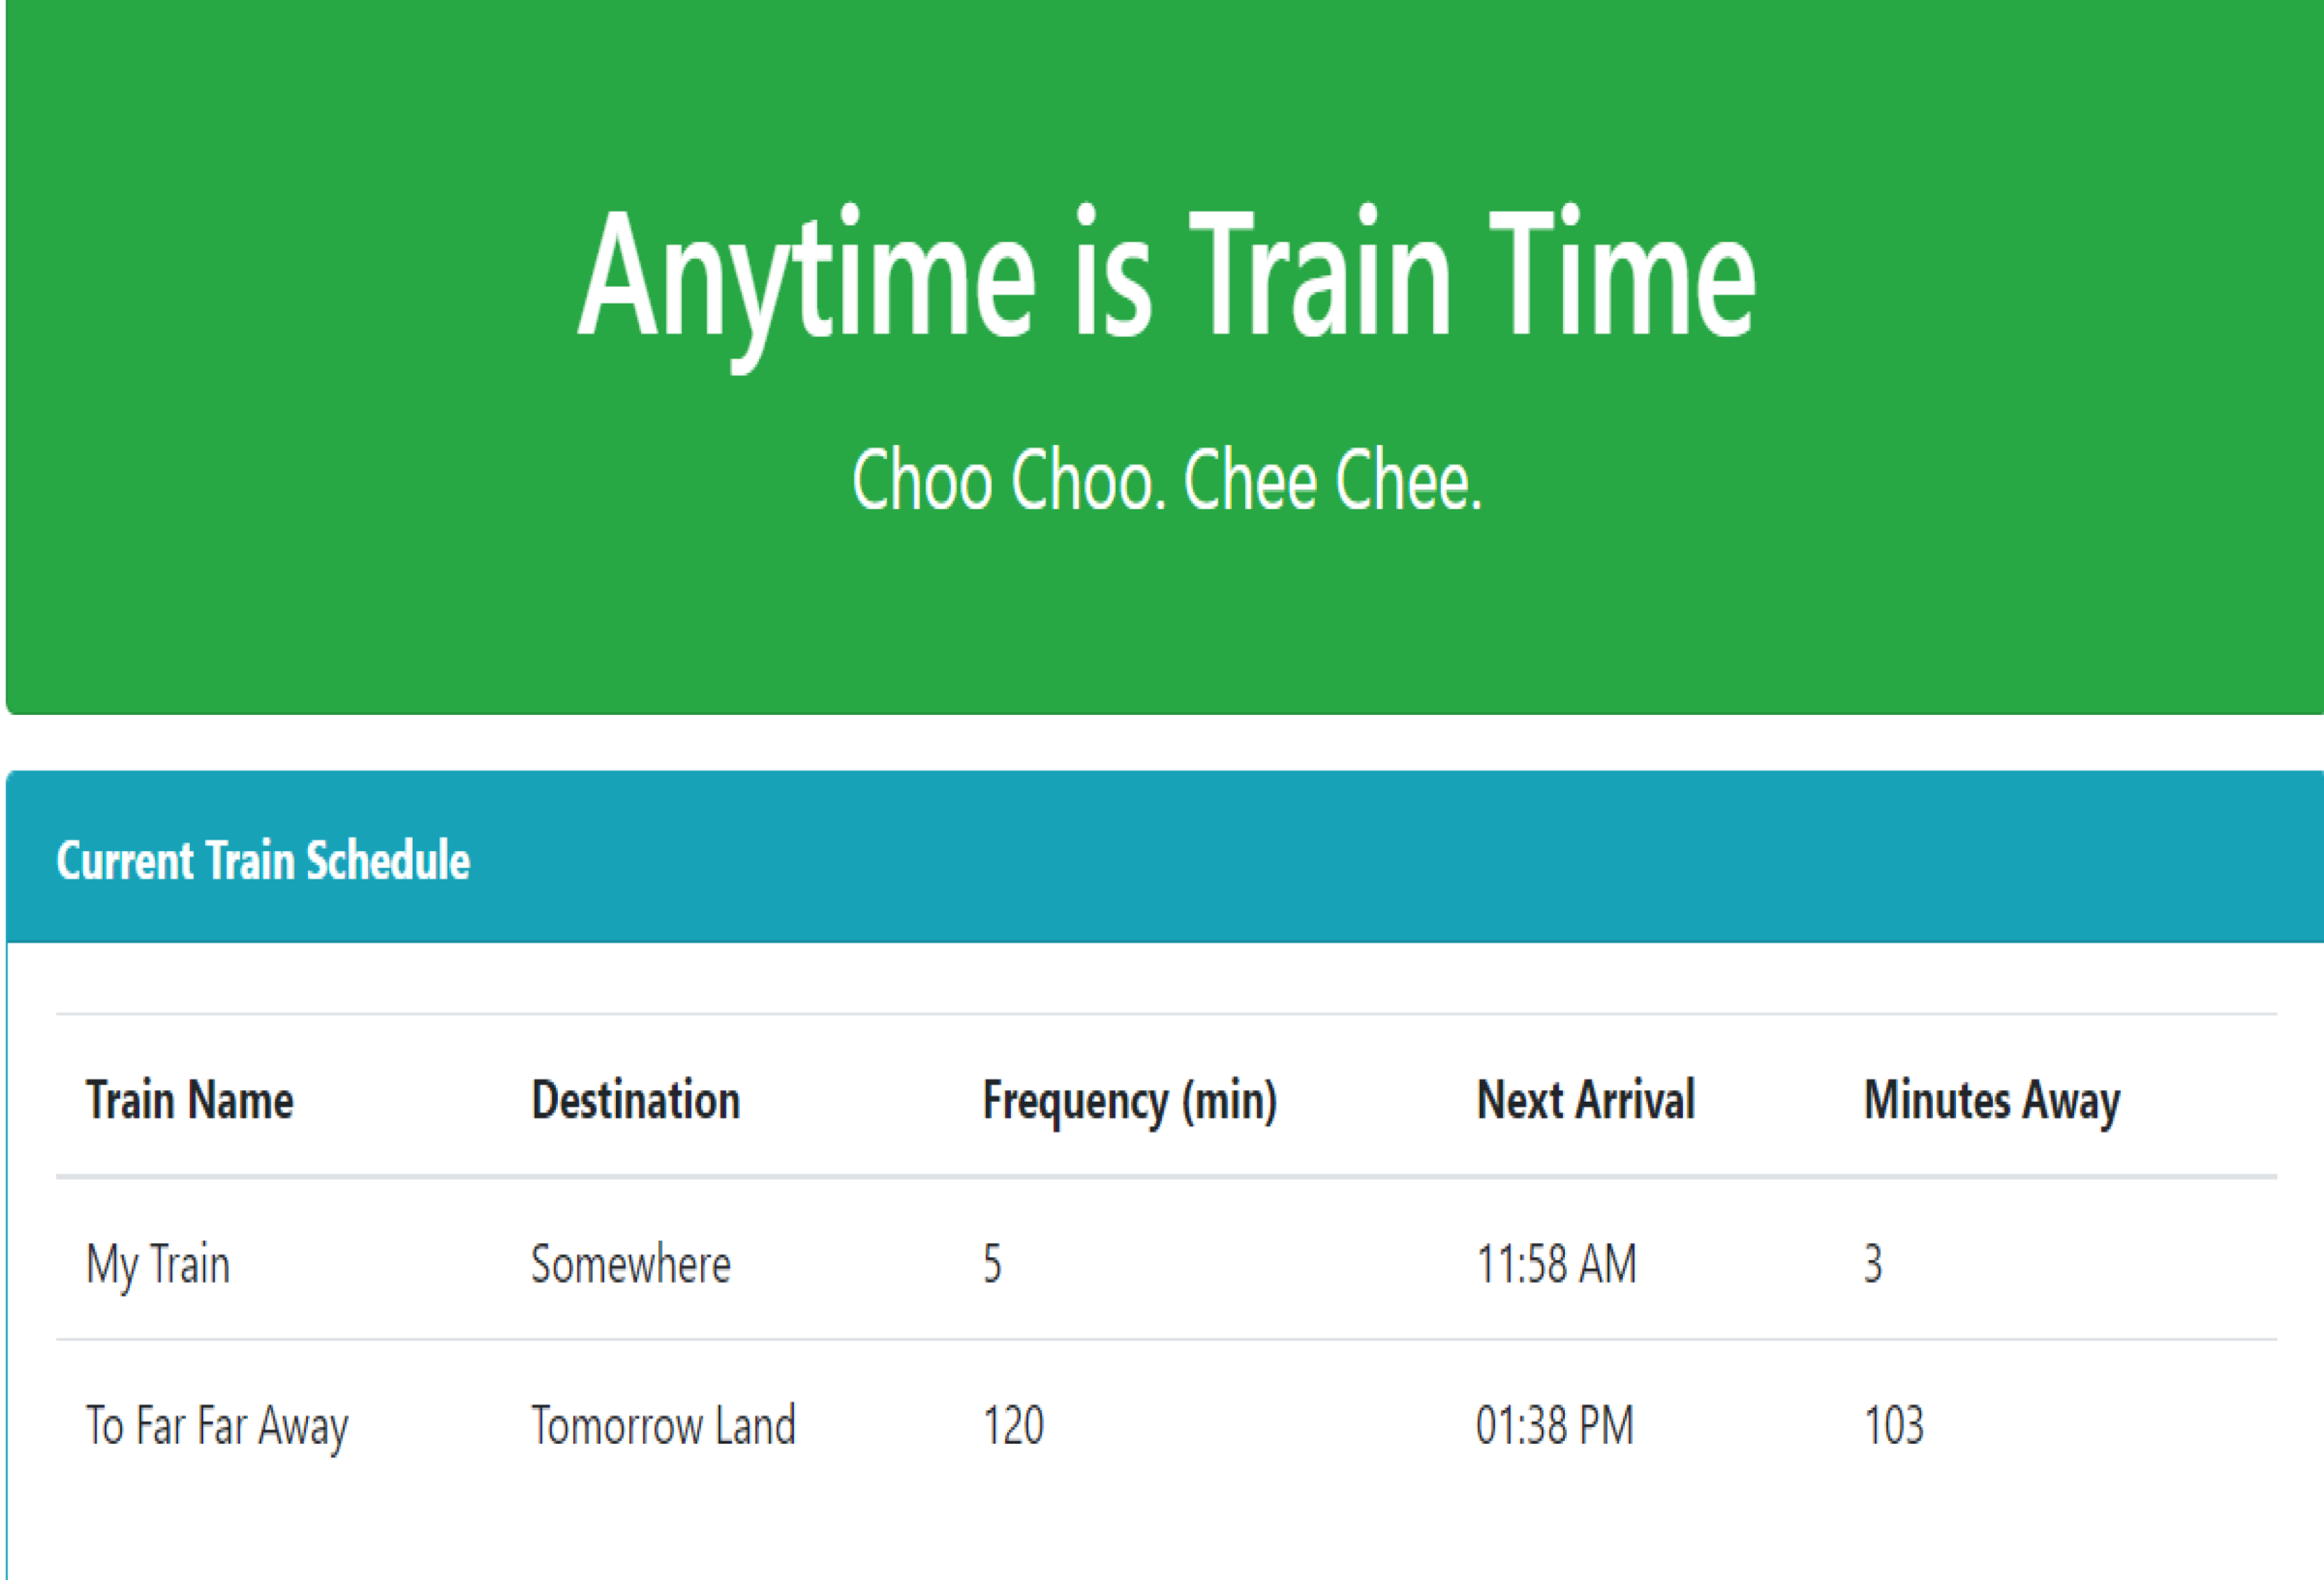 Anytime is Train Time
Choo Choo. Chee Chee.
Current Train Schedule
Train Name Destination Frequency (min) Next Arrival Minutes Away
My Train Somewhere 5 11:58 AM 3
To Far Far Away Tomorrow Land 120 01:38 PM 103